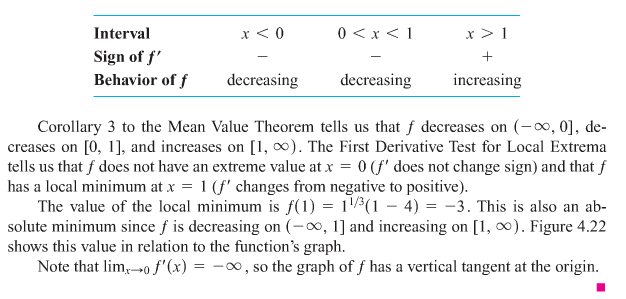 Interval x < 0 0 < x < 1 x > 1
Sign of f′ − − +
Behavior of f decreasing decreasing increasing
Corollary 3 to the Mean Value Theorem tells us that f decreases on (−∞, 0], de-
creases on [0, 1], and increases on [1, ∞). The First Derivative Test for Local Extrema
tells us that f does not have an extreme value at x = 0 (f′ does not change sign) and that f
has a local minimum at x = 1 (f′ changes from negative to positive).
The value of the local minimum is f(1) = 1^{1/3}(1 − 4) = −3. This is also an ab-
solute minimum since f is decreasing on (−∞, 1] and increasing on [1, ∞). Figure 4.22
shows this value in relation to the function's graph.
Note that lim_{x→0} f′(x) = −∞, so the graph of f has a vertical tangent at the origin.